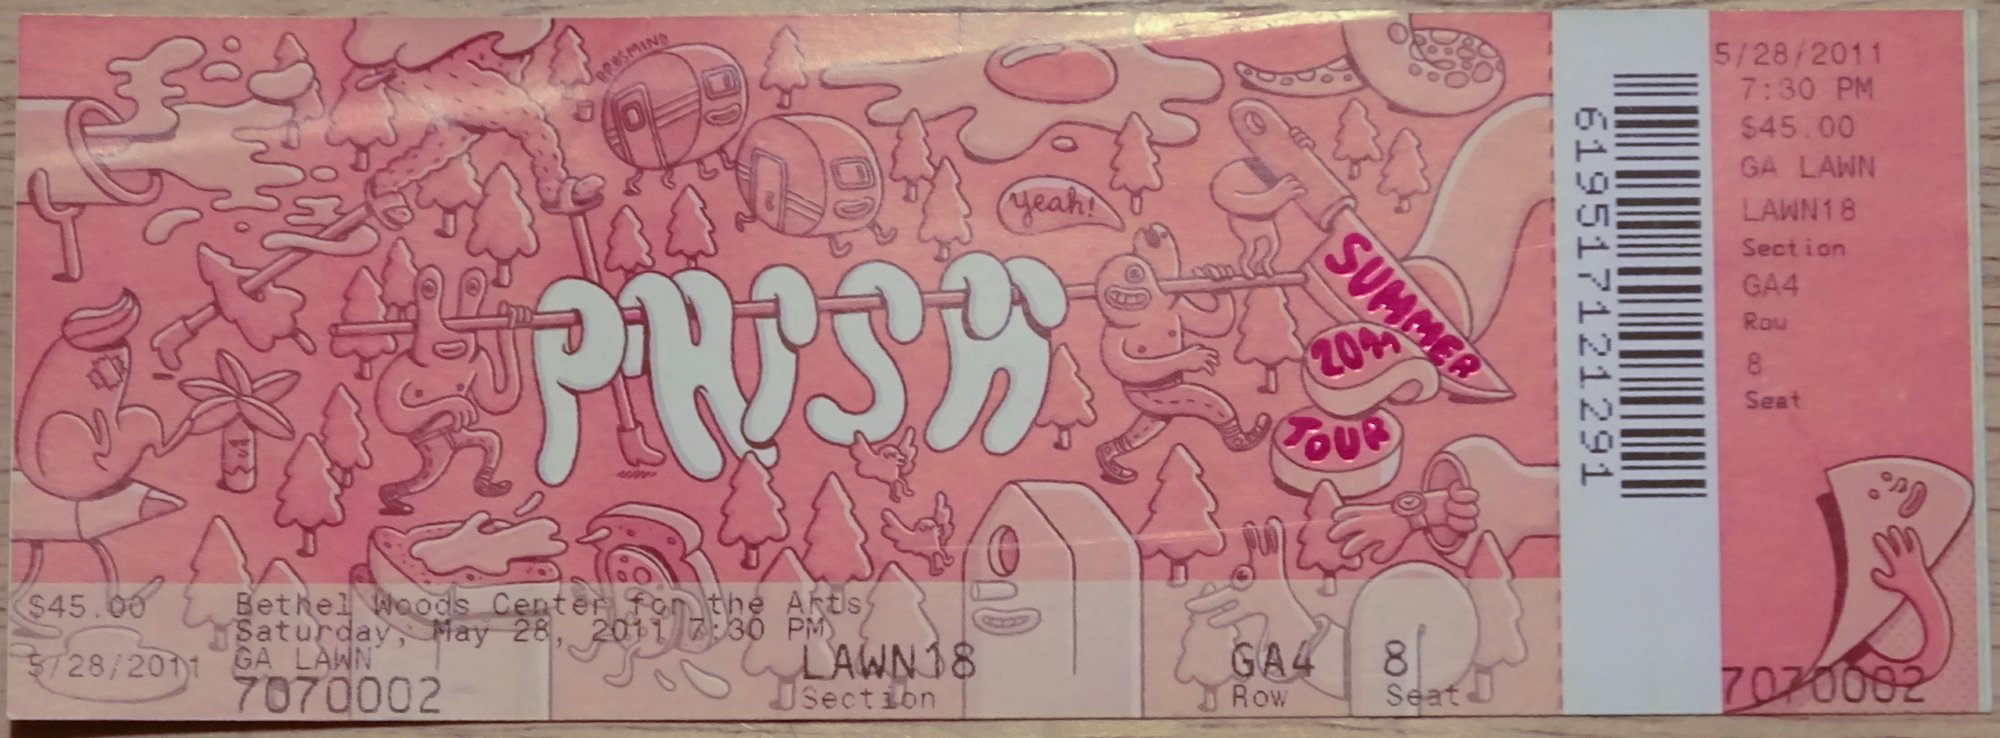 BRUSMIND
yeah!
PHISH
SUMMER
2011
TOUR
$45.00
Bethel Woods Center for the Arts
Saturday, May 28, 2011 7:30 PM
5/28/2011
GA LAWN
7070002
LAWN18
Section
GA4
Row
8
Seat
619517121291
5/28/2011
7:30 PM
$45.00
GA LAWN
LAWN18
Section
GA4
Row
8
Seat
7070002